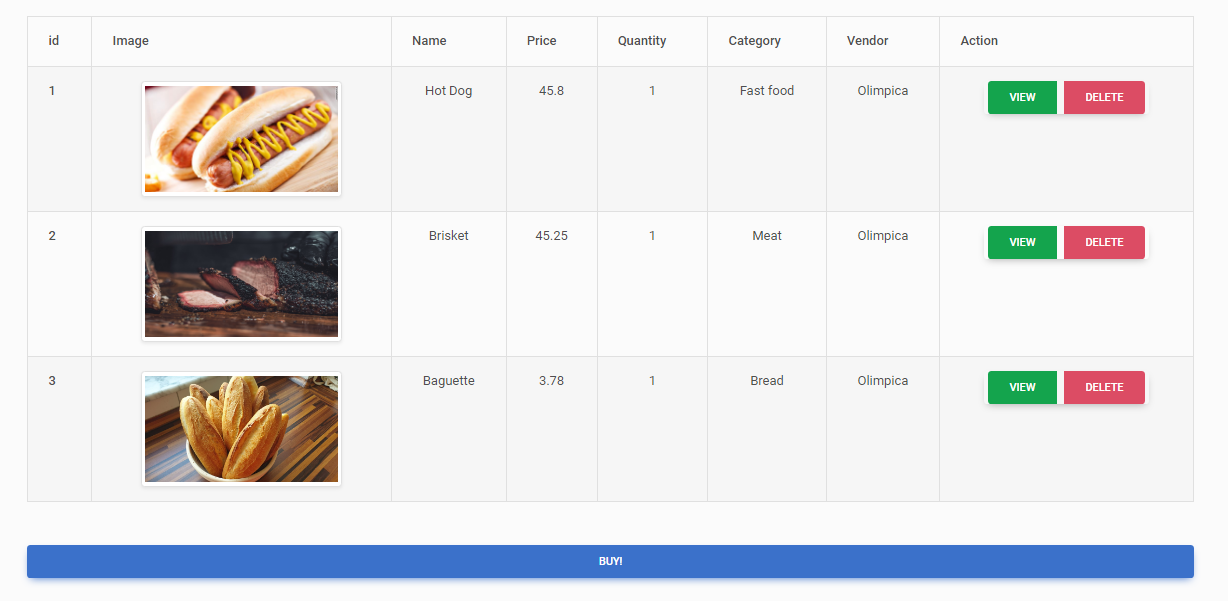 id Image Name Price Quantity Category Vendor Action
1 Hot Dog 45.8 1 Fast food Olimpica VIEW DELETE
2 Brisket 45.25 1 Meat Olimpica VIEW DELETE
3 Baguette 3.78 1 Bread Olimpica VIEW DELETE
BUY!